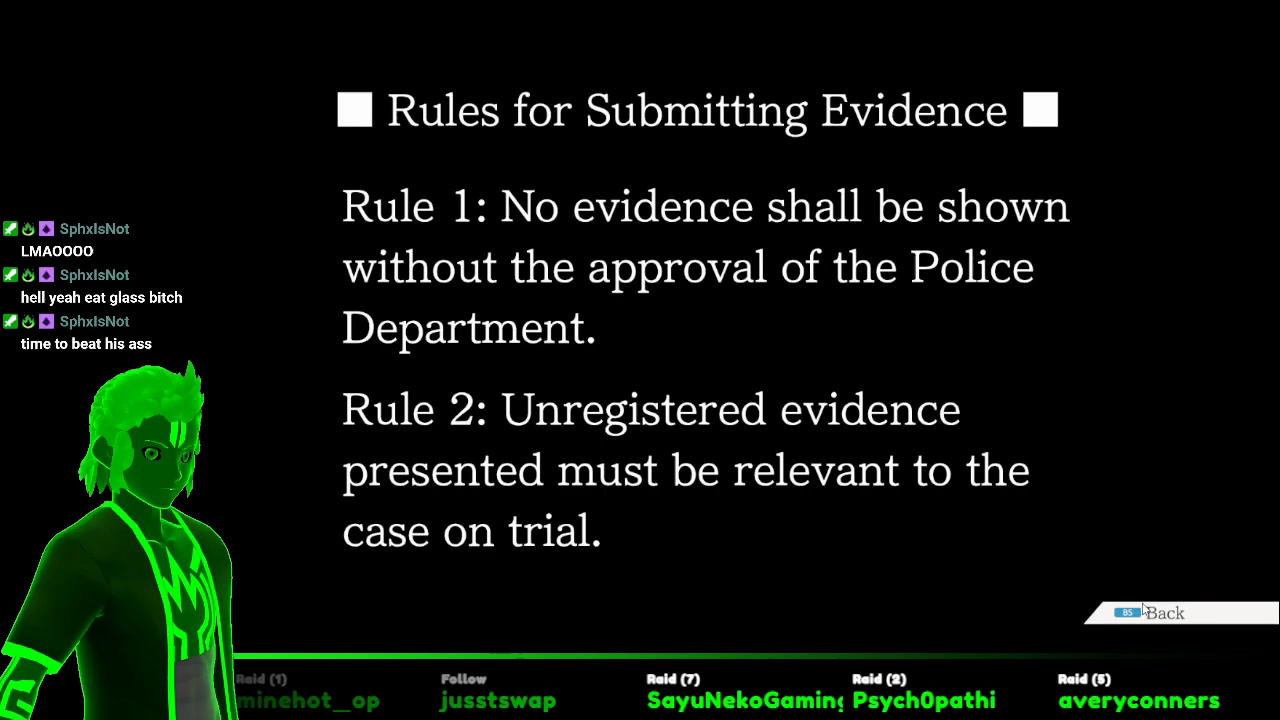 ■ Rules for Submitting Evidence ■
Rule 1: No evidence shall be shown
without the approval of the Police
Department.
Rule 2: Unregistered evidence
presented must be relevant to the
case on trial.
SphxIsNot
LMAOOOO
SphxIsNot
hell yeah eat glass bitch
SphxIsNot
time to beat his ass
BS Back
Raid (1) Follow Raid (7) Raid (2) Raid (5)
minehot_op jusstswap SayuNekoGaming Psych0pathi averyconners